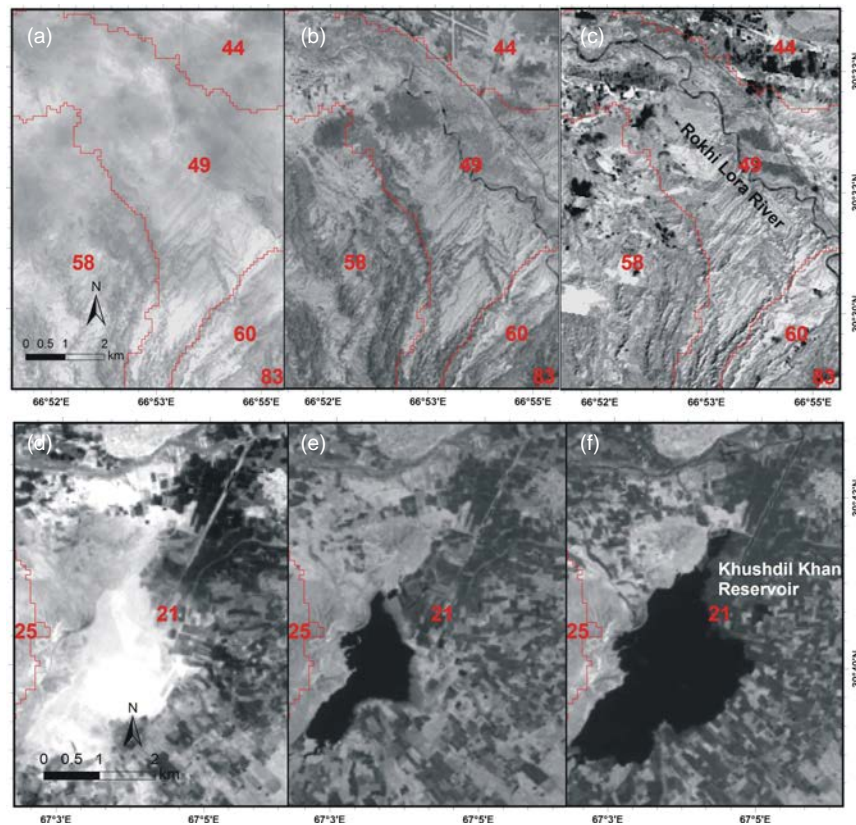 (a)
44
49
58
N
0 0.5 1 2
km
60
83
(b)
44
49
58
60
83
(c)
44
Rokhi Lora River
49
58
60
83
66°52'E 66°53'E 66°55'E
66°52'E 66°53'E 66°55'E
66°52'E 66°53'E 66°55'E
(d)
21
25
N
0 0.5 1 2
km
(e)
21
25
(f)
Khushdil Khan
Reservoir
21
25
67°3'E 67°5'E
67°3'E 67°5'E
67°3'E 67°5'E